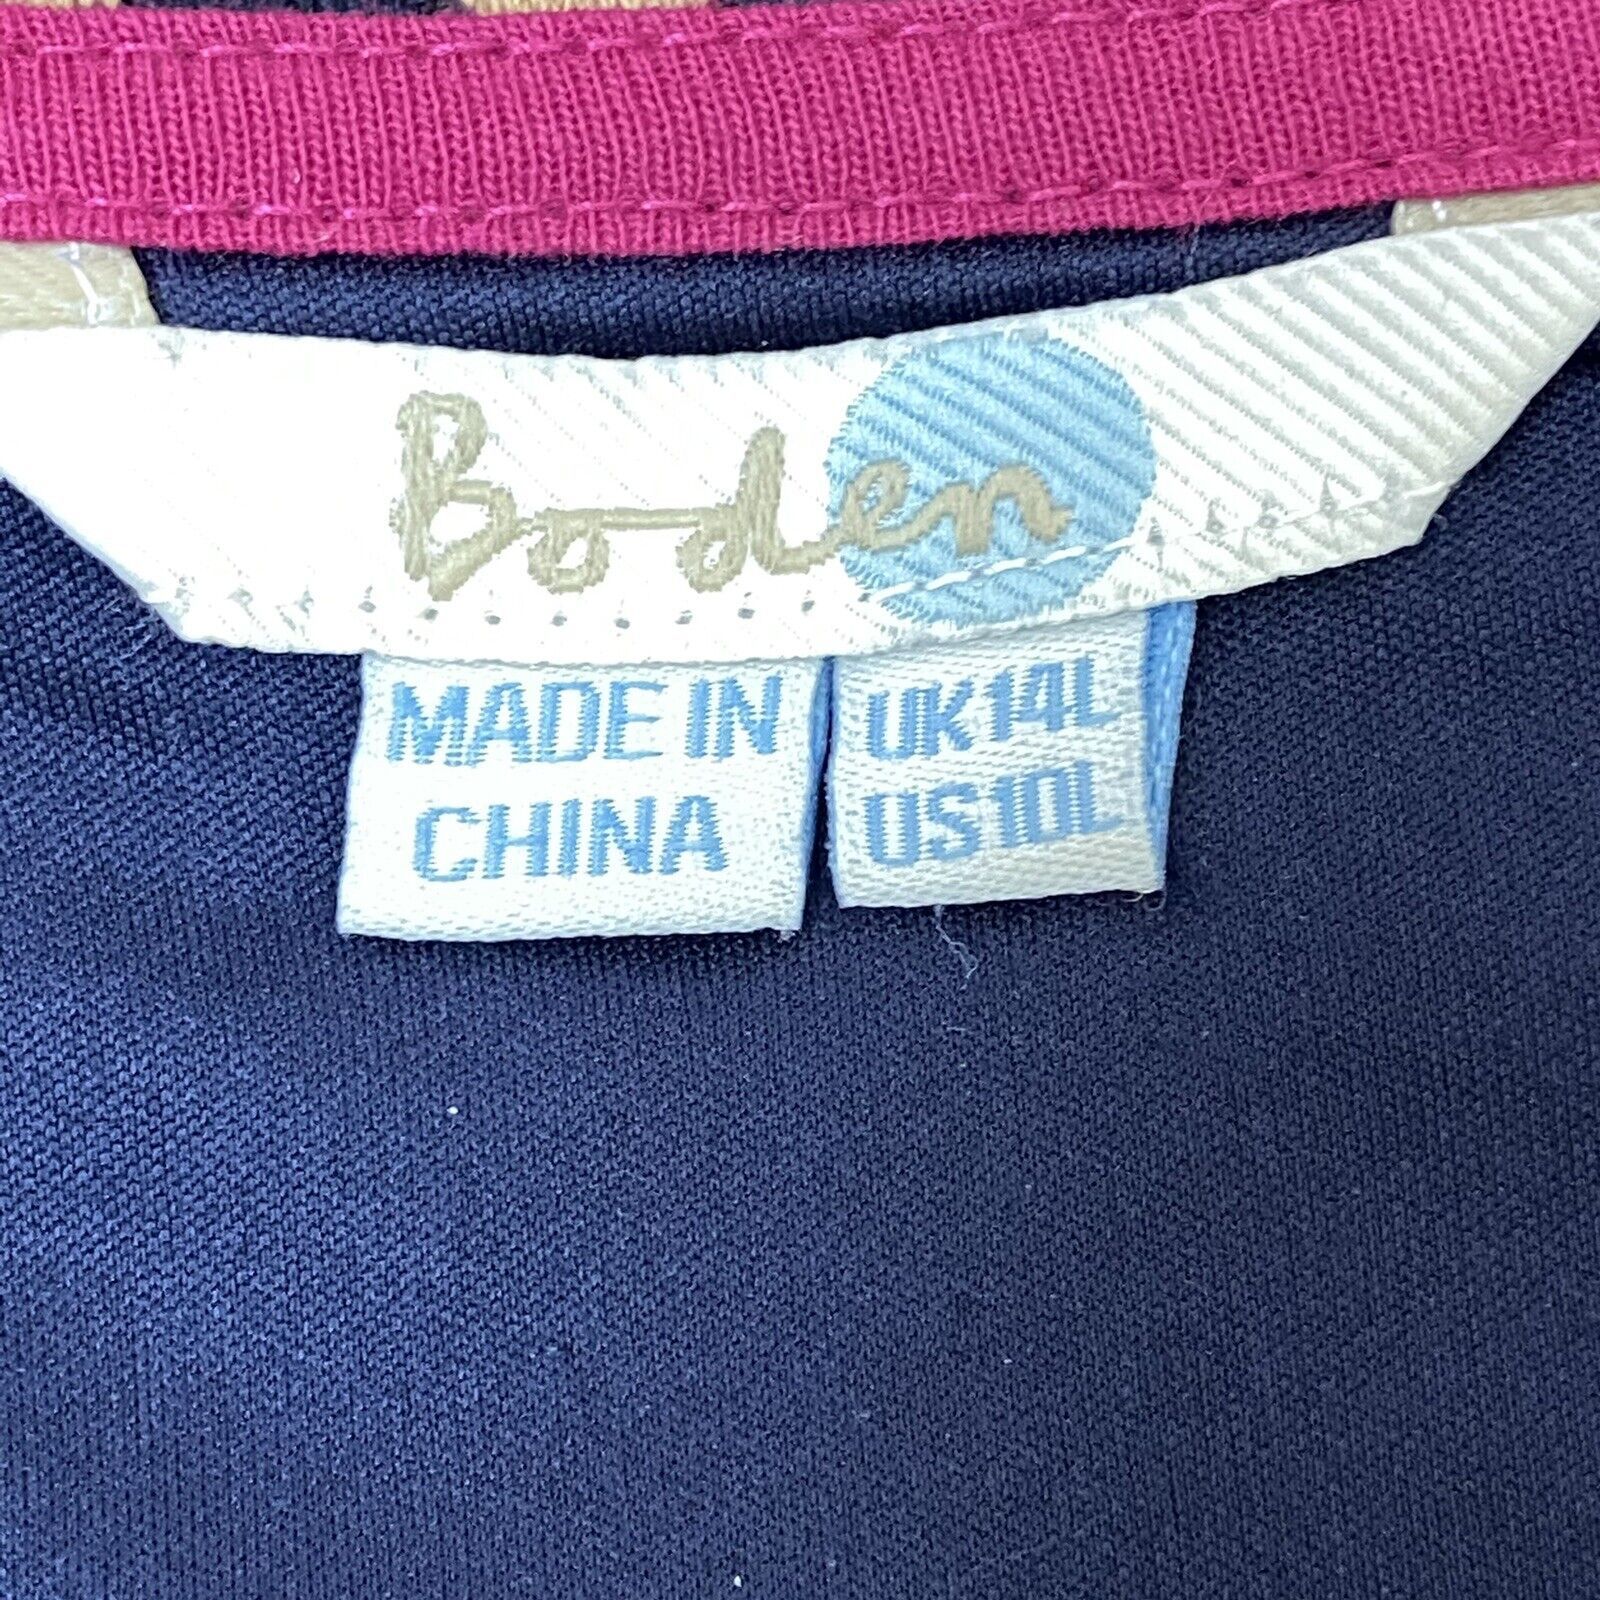 Boden
MADE IN
CHINA
UK14L
US10L